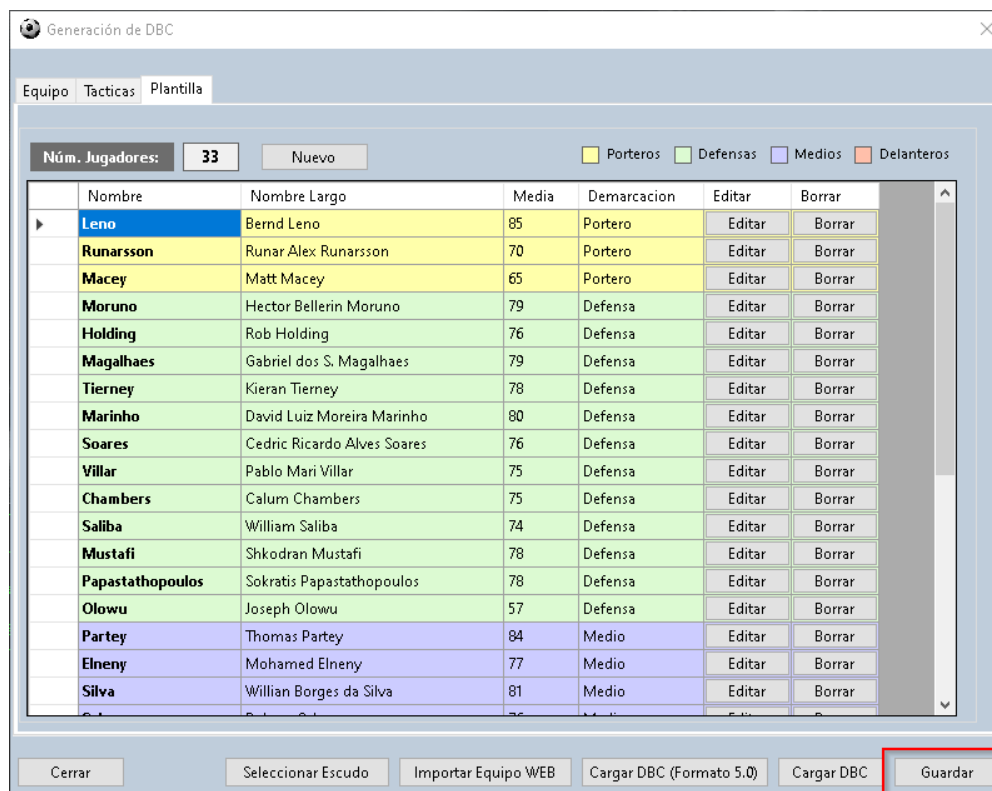 Generación de DBC
Equipo Tacticas Plantilla
Núm. Jugadores: 33 Nuevo Porteros Defensas Medios Delanteros
Nombre Nombre Largo Media Demarcacion Editar Borrar
Leno Bernd Leno 85 Portero Editar Borrar
Runarsson Runar Alex Runarsson 70 Portero Editar Borrar
Macey Matt Macey 65 Portero Editar Borrar
Moruno Hector Bellerin Moruno 79 Defensa Editar Borrar
Holding Rob Holding 76 Defensa Editar Borrar
Magalhaes Gabriel dos S. Magalhaes 79 Defensa Editar Borrar
Tierney Kieran Tierney 78 Defensa Editar Borrar
Marinho David Luiz Moreira Marinho 80 Defensa Editar Borrar
Soares Cedric Ricardo Alves Soares 76 Defensa Editar Borrar
Villar Pablo Mari Villar 75 Defensa Editar Borrar
Chambers Calum Chambers 75 Defensa Editar Borrar
Saliba William Saliba 74 Defensa Editar Borrar
Mustafi Shkodran Mustafi 78 Defensa Editar Borrar
Papastathopoulos Sokratis Papastathopoulos 78 Defensa Editar Borrar
Olowu Joseph Olowu 57 Defensa Editar Borrar
Partey Thomas Partey 84 Medio Editar Borrar
Elneny Mohamed Elneny 77 Medio Editar Borrar
Silva Willian Borges da Silva 81 Medio Editar Borrar
Cerrar Seleccionar Escudo Importar Equipo WEB Cargar DBC (Formato 5.0) Cargar DBC Guardar